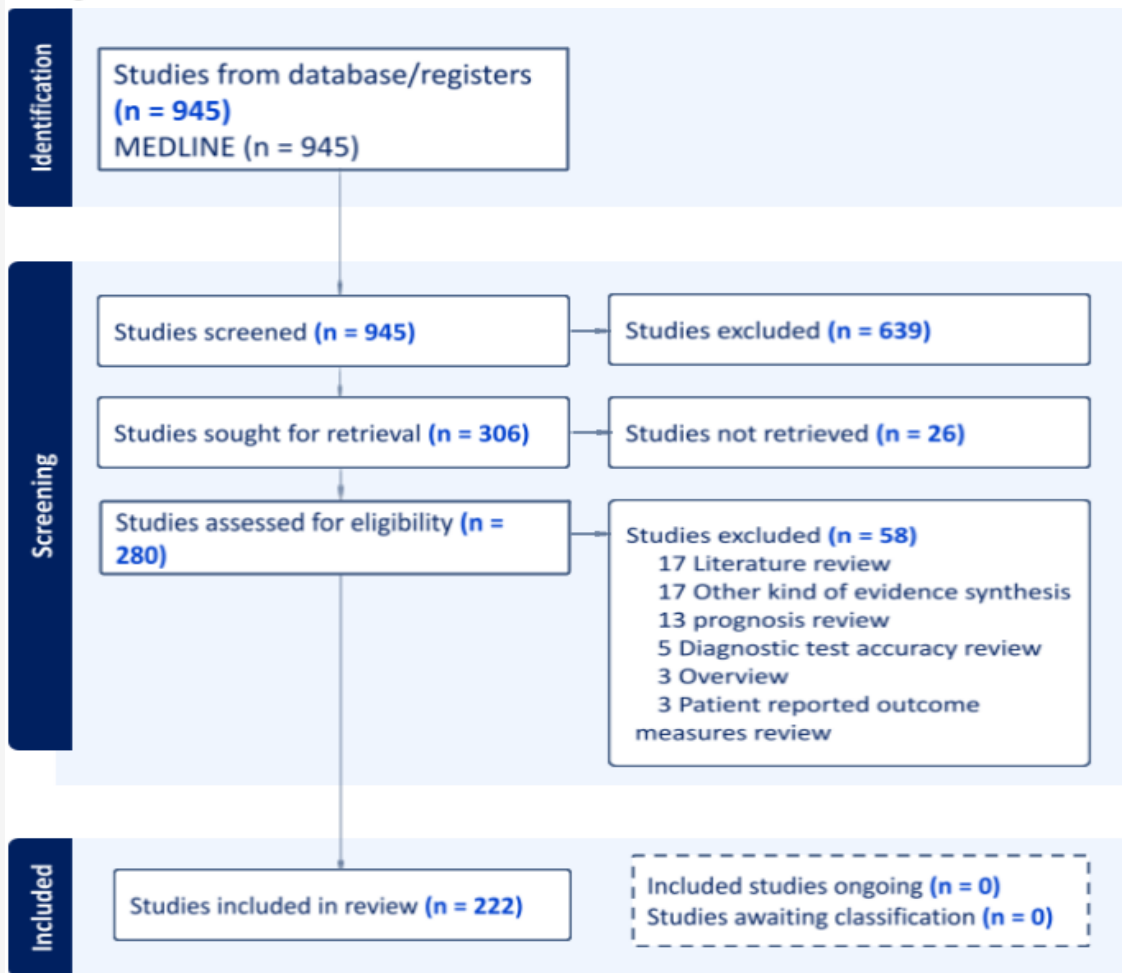 Identification
Studies from database/registers
(n = 945)
MEDLINE (n = 945)
Screening
Studies screened (n = 945)
Studies excluded (n = 639)
Studies sought for retrieval (n = 306)
Studies not retrieved (n = 26)
Studies assessed for eligibility (n =
280)
Studies excluded (n = 58)
17 Literature review
17 Other kind of evidence synthesis
13 prognosis review
5 Diagnostic test accuracy review
3 Overview
3 Patient reported outcome
measures review
Included
Studies included in review (n = 222)
Included studies ongoing (n = 0)
Studies awaiting classification (n = 0)